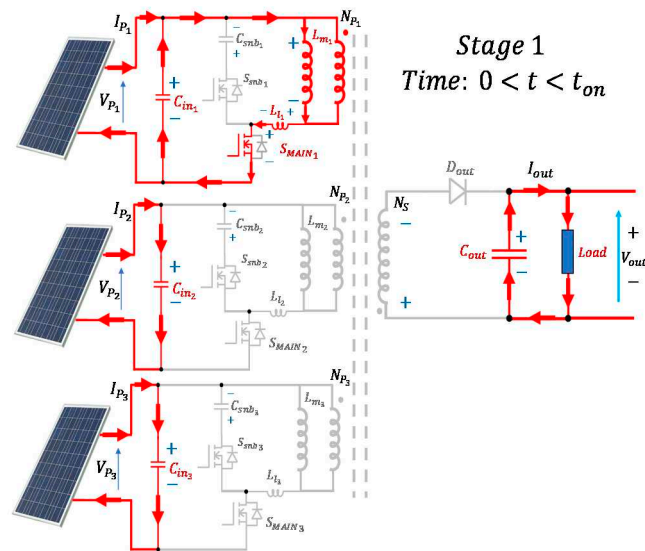 Stage 1
Time: 0 < t < t_on
I_P1
N_P1
C_snb1
L_m1
S_snb1
V_P1
C_in1
L_l1
S_MAIN1
I_P2
N_P2
C_snb2
L_m2
S_snb2
V_P2
C_in2
L_l2
S_MAIN2
I_P3
N_P3
C_snb3
L_m3
S_snb3
V_P3
C_in3
L_l3
S_MAIN3
D_out
I_out
N_S
C_out
Load
V_out